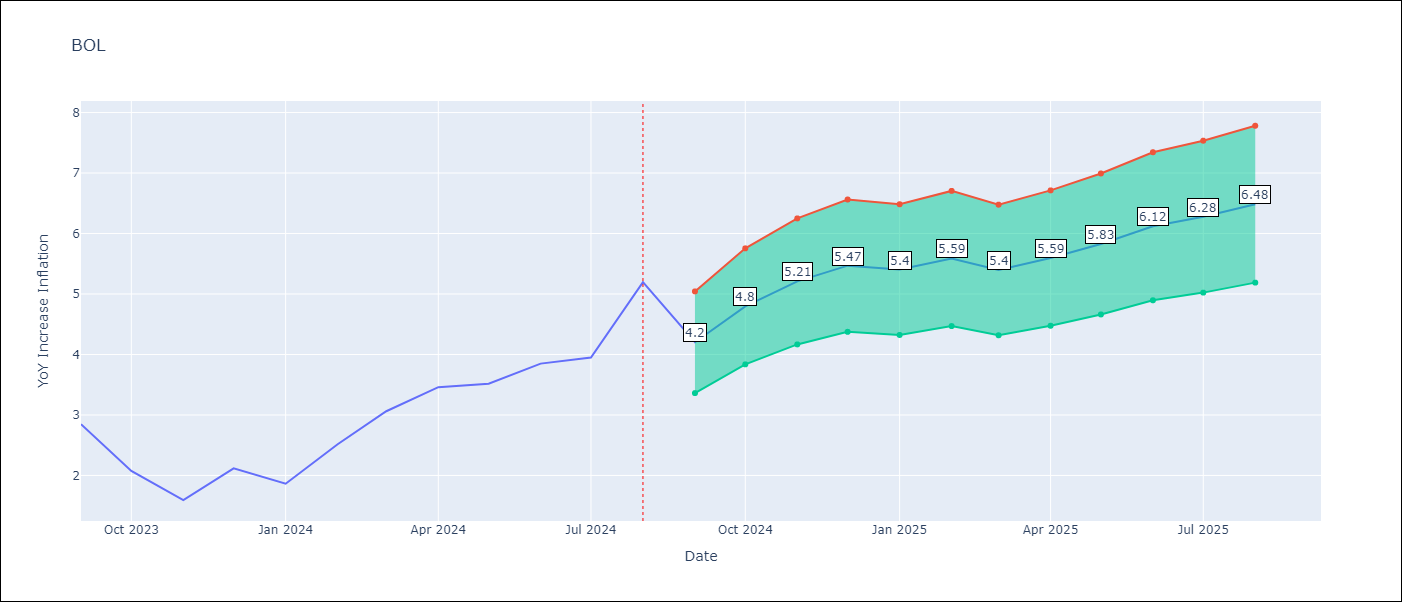 BOL
YoY Increase Inflation
8
7
6
5
4
3
2
4.2
4.8
5.21
5.47
5.4
5.59
5.4
5.59
5.83
6.12
6.28
6.48
Oct 2023
Jan 2024
Apr 2024
Jul 2024
Oct 2024
Jan 2025
Apr 2025
Jul 2025
Date